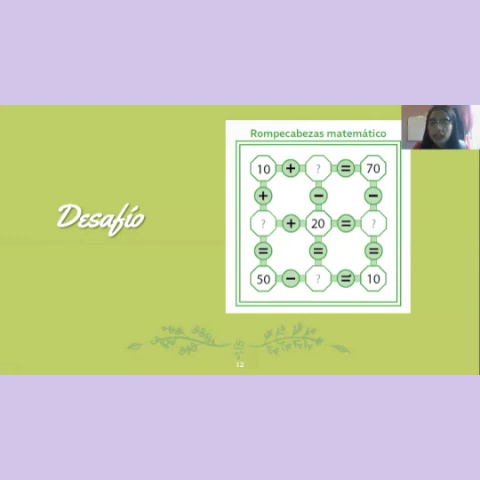 Rompecabezas matemático
10 + ? = 70
+ − −
Desafío
? + 20 = ?
= = =
50 − ? = 10
12